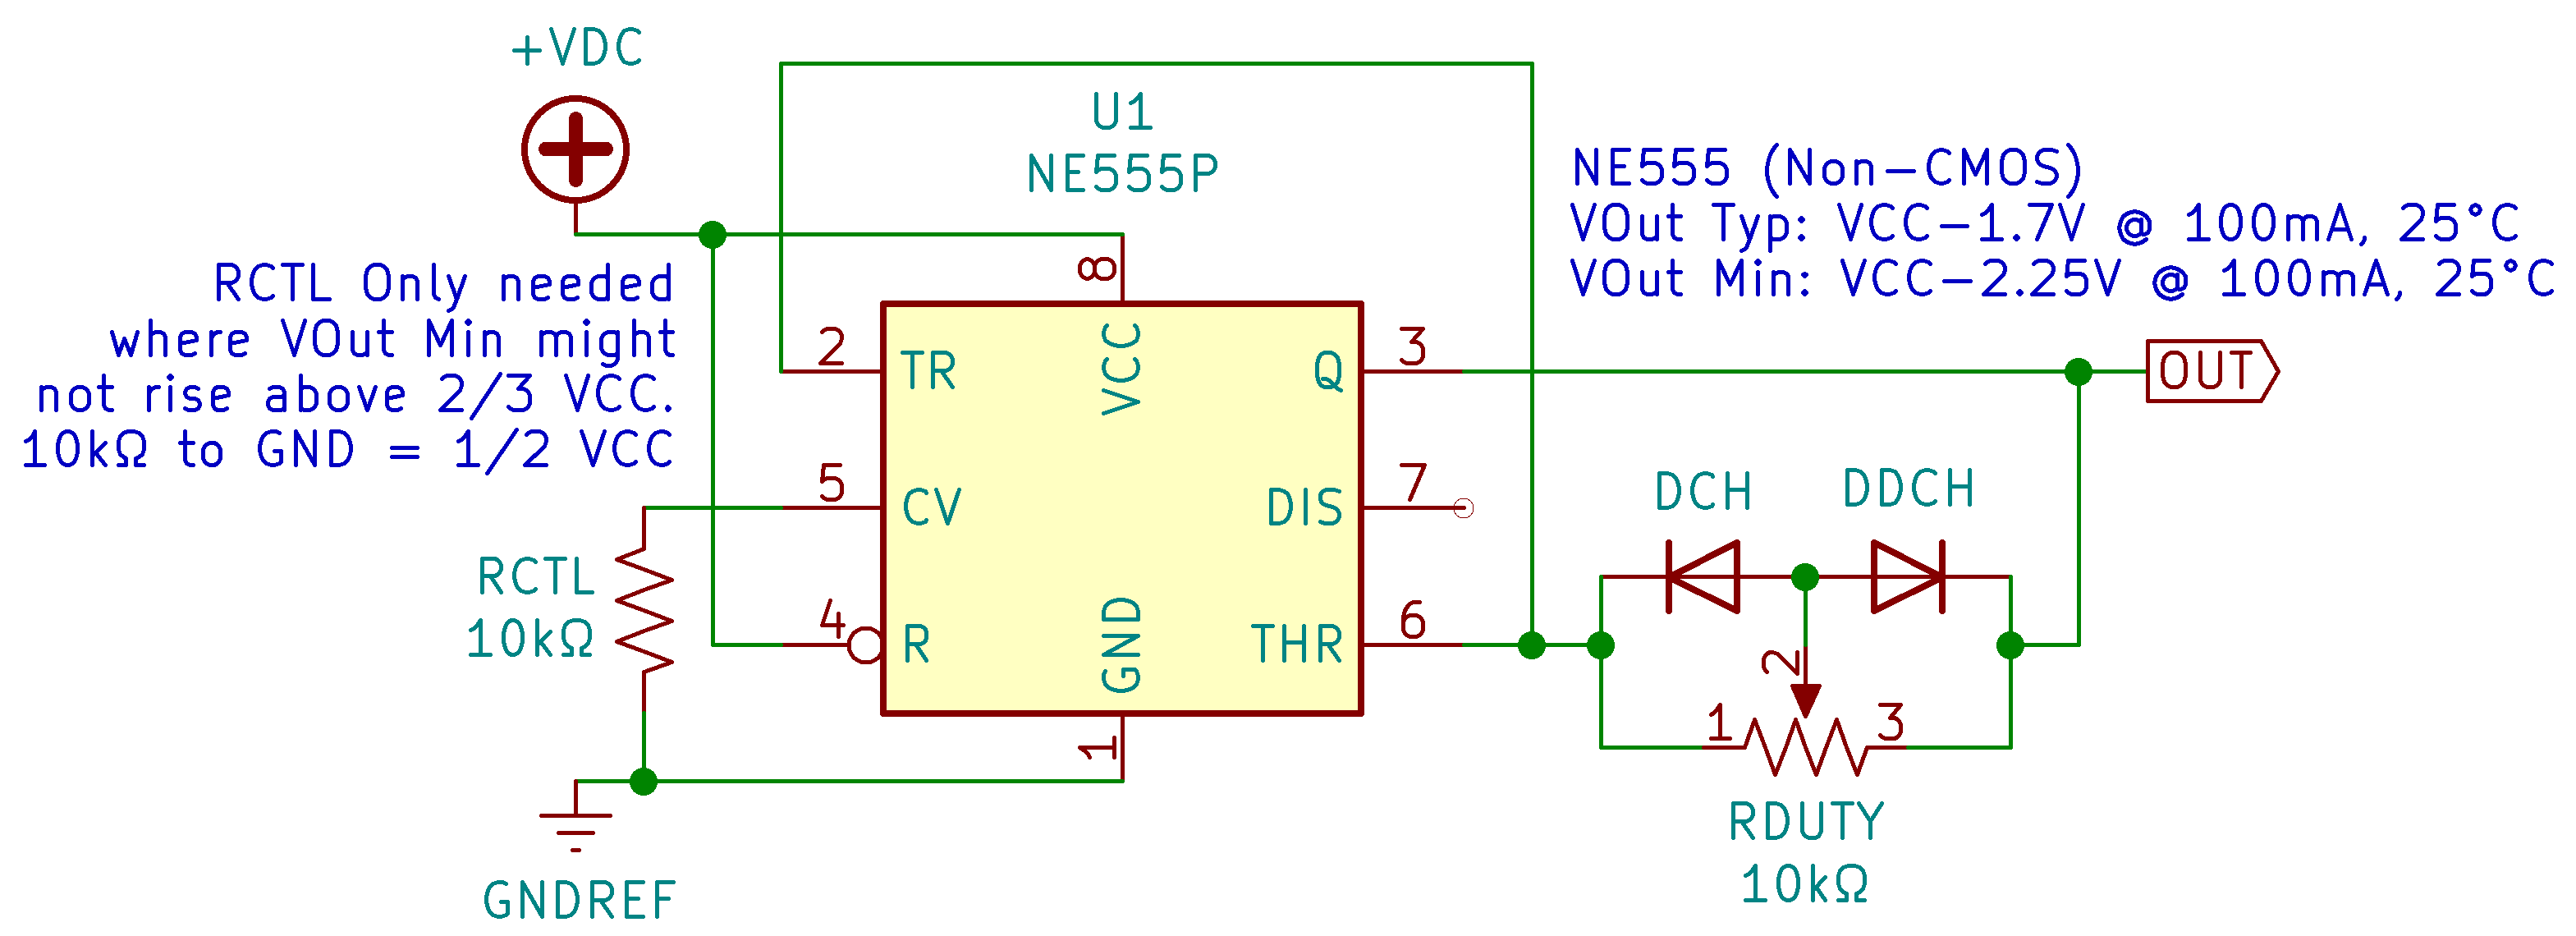 +VDC
U1
NE555P
NE555 (Non-CMOS)
VOut Typ: VCC-1.7V @ 100mA, 25°C
VOut Min: VCC-2.25V @ 100mA, 25°C
RCTL Only needed
where VOut Min might
not rise above 2/3 VCC.
10kΩ to GND = 1/2 VCC
8
VCC
2
TR
Q
3
OUT
5
CV
DIS
7
DCH
DDCH
RCTL
10kΩ
4
R
GND
THR
6
2
1
1
3
RDUTY
10kΩ
GNDREF